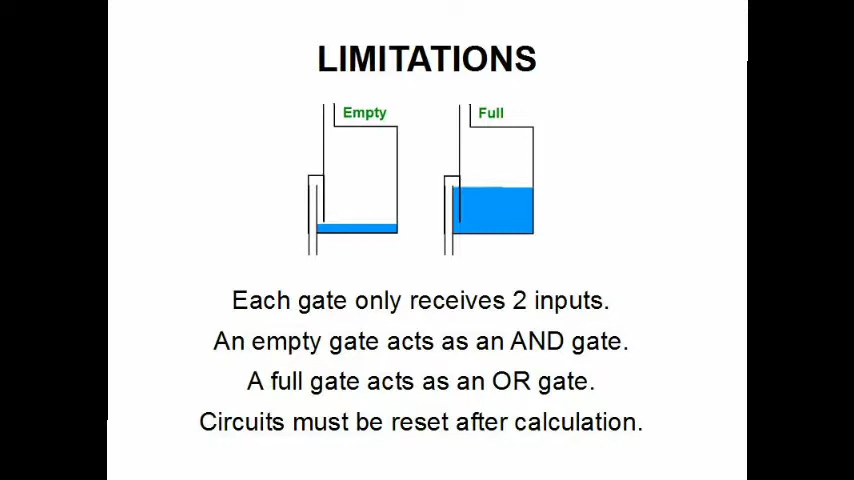 LIMITATIONS
Empty
Full
Each gate only receives 2 inputs.
An empty gate acts as an AND gate.
A full gate acts as an OR gate.
Circuits must be reset after calculation.